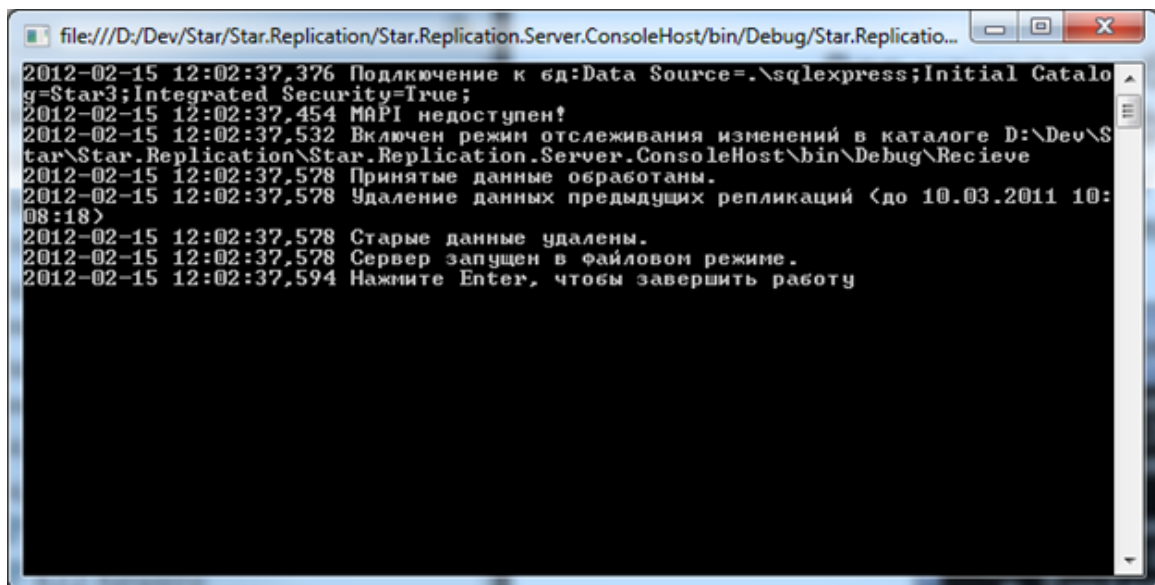 file:///D:/Dev/Star/Star.Replication/Star.Replication.Server.ConsoleHost/bin/Debug/Star.Replicatio...
2012-02-15 12:02:37,376 Подлкючение к бд:Data Source=.\sqlexpress;Initial Catalo
g=Star3;Integrated Security=True;
2012-02-15 12:02:37,454 MAPI недоступен!
2012-02-15 12:02:37,532 Включен режим отслеживания изменений в каталоге D:\Dev\S
tar\Star.Replication\Star.Replication.Server.ConsoleHost\bin\Debug\Recieve
2012-02-15 12:02:37,578 Принятые данные обработаны.
2012-02-15 12:02:37,578 Удаление данных предыдущих репликаций (до 10.03.2011 10:
08:18)
2012-02-15 12:02:37,578 Старые данные удалены.
2012-02-15 12:02:37,578 Сервер запущен в файловом режиме.
2012-02-15 12:02:37,594 Нажмите Enter, чтобы завершить работу